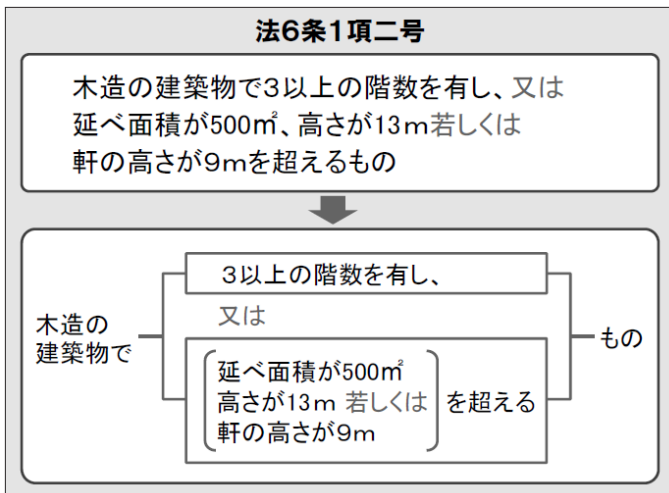 法6条1項二号
木造の建築物で3以上の階数を有し、又は
延べ面積が500㎡、高さが13m若しくは
軒の高さが9mを超えるもの
3以上の階数を有し、
又は
木造の
建築物で
延べ面積が500㎡
高さが13m 若しくは
軒の高さが9m
を超える
もの